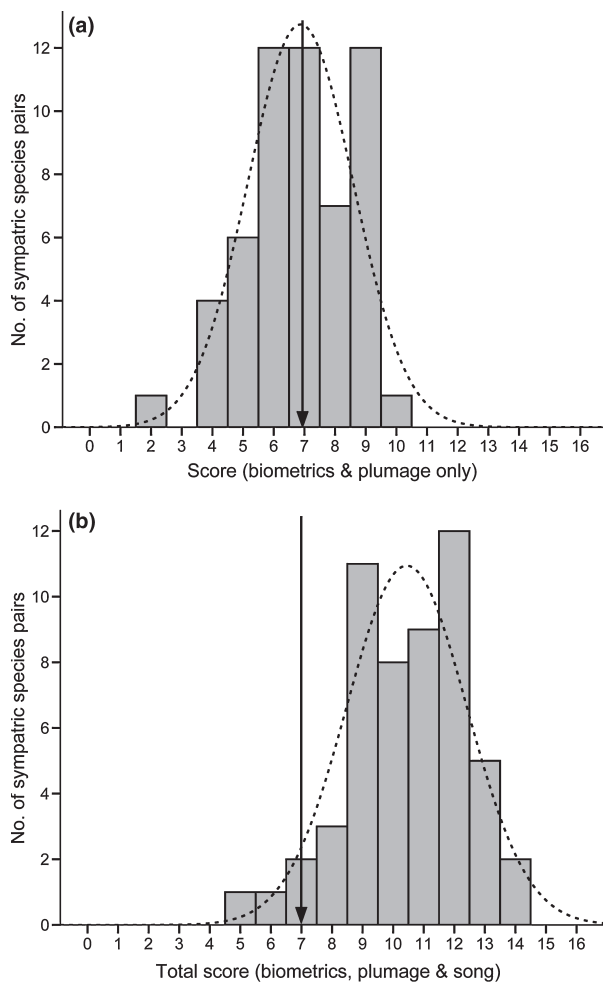 (a)
No. of sympatric species pairs
12
10
8
6
4
2
0
0 1 2 3 4 5 6 7 8 9 10 11 12 13 14 15 16
Score (biometrics & plumage only)
(b)
No. of sympatric species pairs
12
10
8
6
4
2
0
0 1 2 3 4 5 6 7 8 9 10 11 12 13 14 15 16
Total score (biometrics, plumage & song)